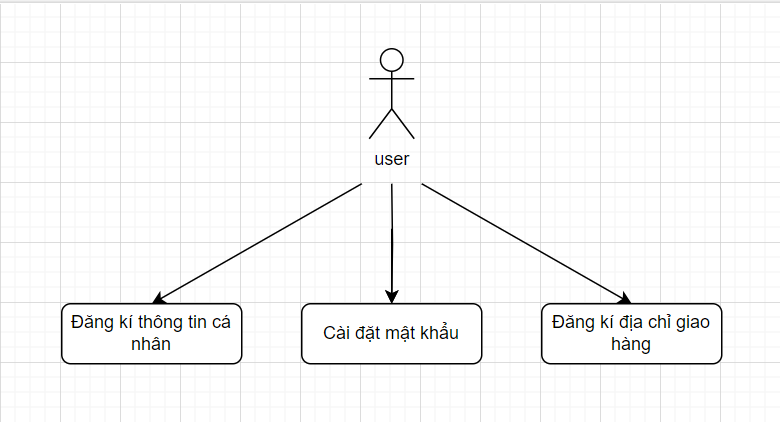 user
Đăng kí thông tin cá
nhân
Cài đặt mật khẩu
Đăng kí địa chỉ giao
hàng